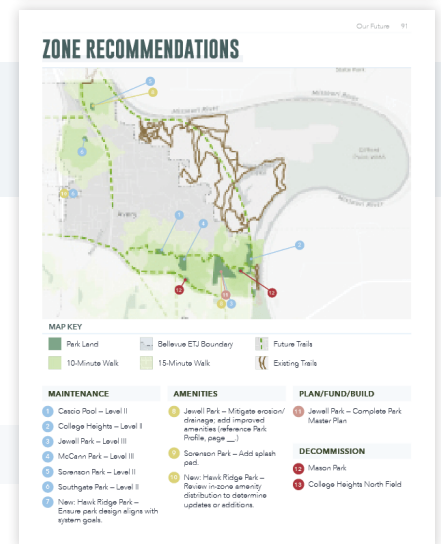 Our Future 91
ZONE RECOMMENDATIONS
Missouri River
Missouri River
MAP KEY
Park Land
Bellevue ETJ Boundary
Future Trails
10-Minute Walk
15-Minute Walk
Existing Trails
MAINTENANCE
1 Cascio Pool – Level II
2 College Heights – Level II
3 Jewell Park – Level III
4 McCann Park – Level III
5 Sorenson Park – Level II
6 Southgate Park – Level II
7 New: Hawk Ridge Park –
Ensure park design aligns with
system goals.
AMENITIES
8 Jewell Park – Mitigate erosion/
drainage; add improved
amenities (reference Park
Profile, page __.)
9 Sorenson Park – Add splash
pad.
10 New: Hawk Ridge Park –
Review in-zone amenity
distribution to determine
updates or additions.
PLAN/FUND/BUILD
11 Jewell Park – Complete Park
Master Plan
DECOMMISSION
12 Mason Park
13 College Heights North Field